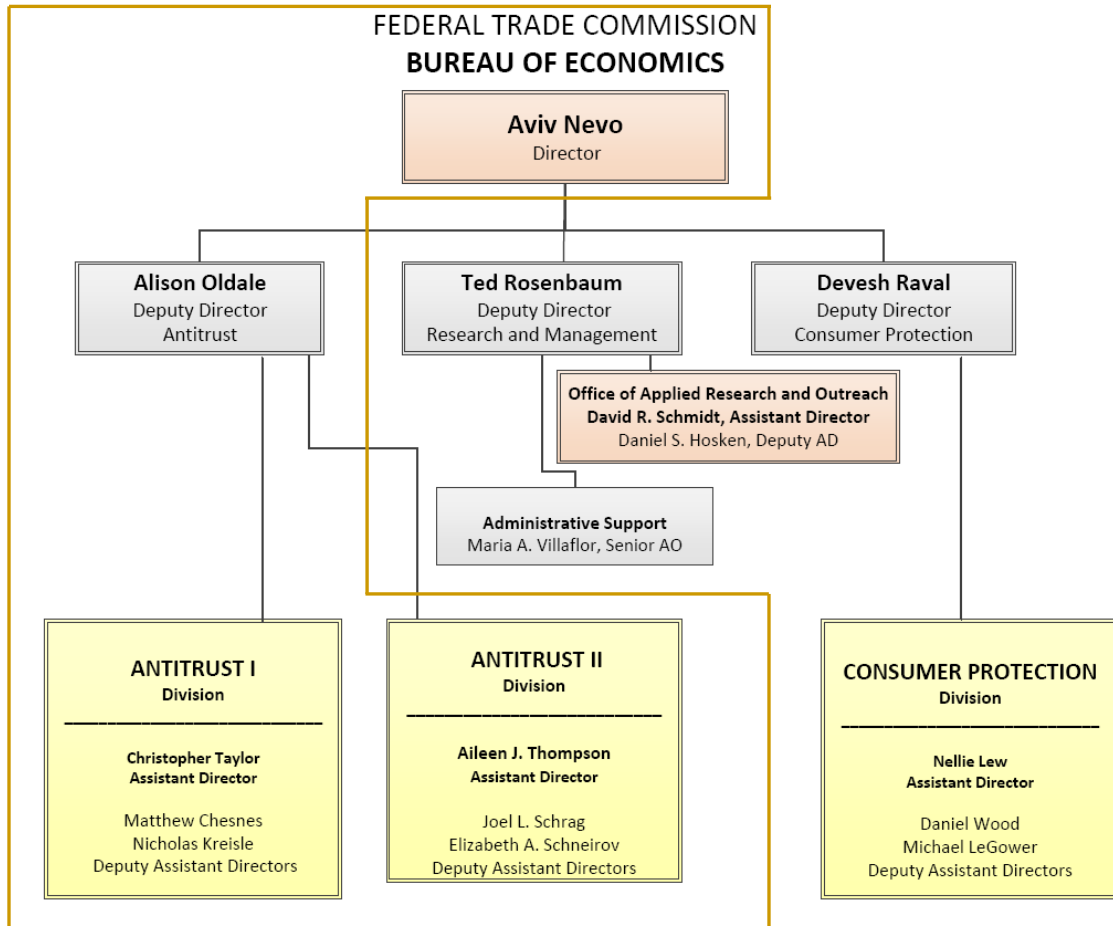 FEDERAL TRADE COMMISSION
BUREAU OF ECONOMICS
Aviv Nevo
Director
Alison Oldale
Deputy Director
Antitrust
Ted Rosenbaum
Deputy Director
Research and Management
Devesh Raval
Deputy Director
Consumer Protection
Office of Applied Research and Outreach
David R. Schmidt, Assistant Director
Daniel S. Hosken, Deputy AD
Administrative Support
Maria A. Villaflor, Senior AO
ANTITRUST I
Division
Christopher Taylor
Assistant Director
Matthew Chesnes
Nicholas Kreisle
Deputy Assistant Directors
ANTITRUST II
Division
Aileen J. Thompson
Assistant Director
Joel L. Schrag
Elizabeth A. Schneirov
Deputy Assistant Directors
CONSUMER PROTECTION
Division
Nellie Lew
Assistant Director
Daniel Wood
Michael LeGower
Deputy Assistant Directors